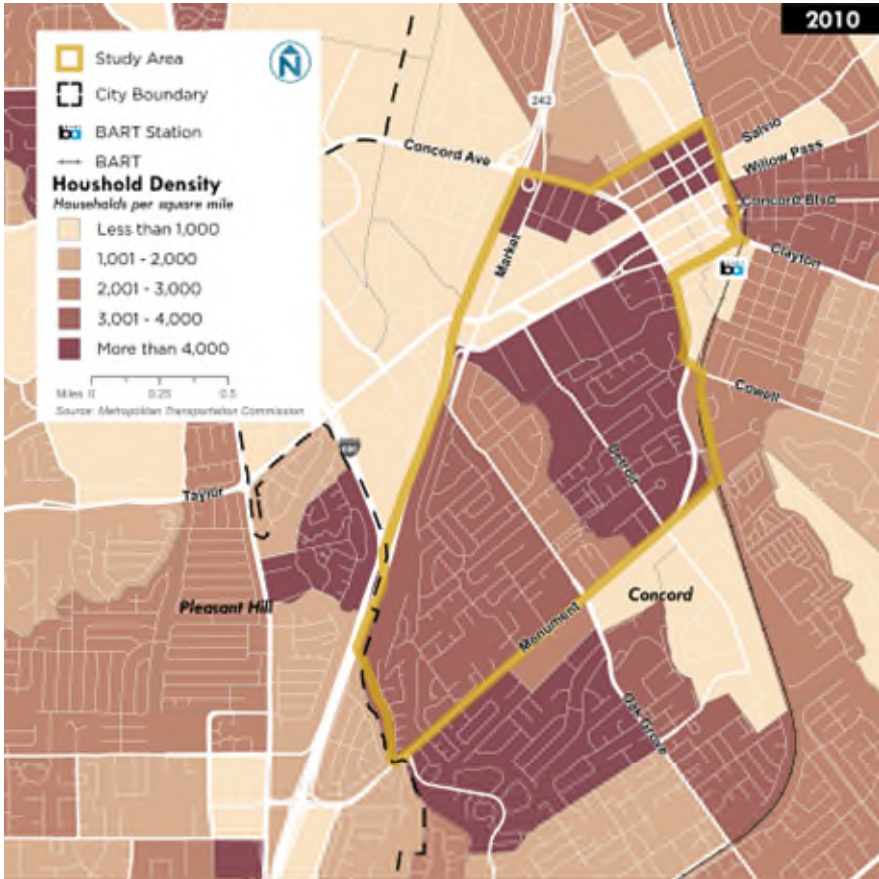 2010
Study Area
City Boundary
BART Station
BART
Houshold Density
Households per square mile
Less than 1,000
1,001 - 2,000
2,001 - 3,000
3,001 - 4,000
More than 4,000
Miles 0 0.25 0.5
Source: Metropolitan Transportation Commission
N
242
Concord Ave
Salvio
Willow Pass
Concord Blvd
Clayton
Market
ba
Cowell
Detroit
680
Taylor
Pleasant Hill
Concord
Monument
Oak Grove